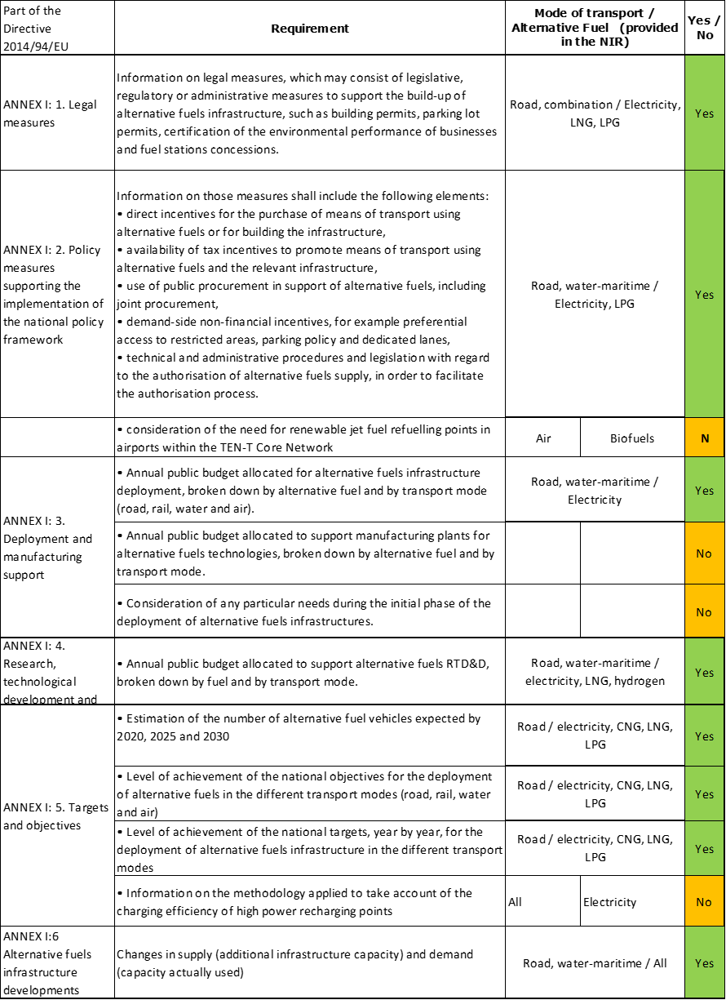 Part of the
Directive
2014/94/EU
Requirement
Mode of transport /
Alternative Fuel (provided
in the NIR)
Yes /
No
ANNEX I: 1. Legal
measures
Information on legal measures, which may consist of legislative,
regulatory or administrative measures to support the build-up of
alternative fuels infrastructure, such as building permits, parking lot
permits, certification of the environmental performance of businesses
and fuel stations concessions.
Road, combination / Electricity,
LNG, LPG
Yes
ANNEX I: 2. Policy
measures
supporting the
implementation of
the national policy
framework
Information on those measures shall include the following elements:
• direct incentives for the purchase of means of transport using
alternative fuels or for building the infrastructure,
• availability of tax incentives to promote means of transport using
alternative fuels and the relevant infrastructure,
• use of public procurement in support of alternative fuels, including
joint procurement,
• demand-side non-financial incentives, for example preferential
access to restricted areas, parking policy and dedicated lanes,
• technical and administrative procedures and legislation with regard
to the authorisation of alternative fuels supply, in order to facilitate
the authorisation process.
Road, water-maritime /
Electricity, LPG
Yes
• consideration of the need for renewable jet fuel refuelling points in
airports within the TEN-T Core Network
Air
Biofuels
N
ANNEX I: 3.
Deployment and
manufacturing
support
• Annual public budget allocated for alternative fuels infrastructure
deployment, broken down by alternative fuel and by transport mode
(road, rail, water and air).
Road, water-maritime /
Electricity
Yes
• Annual public budget allocated to support manufacturing plants for
alternative fuels technologies, broken down by alternative fuel and by
transport mode.
No
• Consideration of any particular needs during the initial phase of the
deployment of alternative fuels infrastructures.
No
ANNEX I: 4.
Research,
technological
development and
• Annual public budget allocated to support alternative fuels RTD&D,
broken down by fuel and by transport mode.
Road, water-maritime /
electricity, LNG, hydrogen
Yes
ANNEX I: 5. Targets
and objectives
• Estimation of the number of alternative fuel vehicles expected by
2020, 2025 and 2030
Road / electricity, CNG, LNG,
LPG
Yes
• Level of achievement of the national objectives for the deployment
of alternative fuels in the different transport modes (road, rail, water
and air)
Road / electricity, CNG, LNG,
LPG
Yes
• Level of achievement of the national targets, year by year, for the
deployment of alternative fuels infrastructure in the different transport
modes
Road / electricity, CNG, LNG,
LPG
Yes
• Information on the methodology applied to take account of the
charging efficiency of high power recharging points
All
Electricity
No
ANNEX I:6
Alternative fuels
infrastructure
developments
Changes in supply (additional infrastructure capacity) and demand
(capacity actually used)
Road, water-maritime / All
Yes